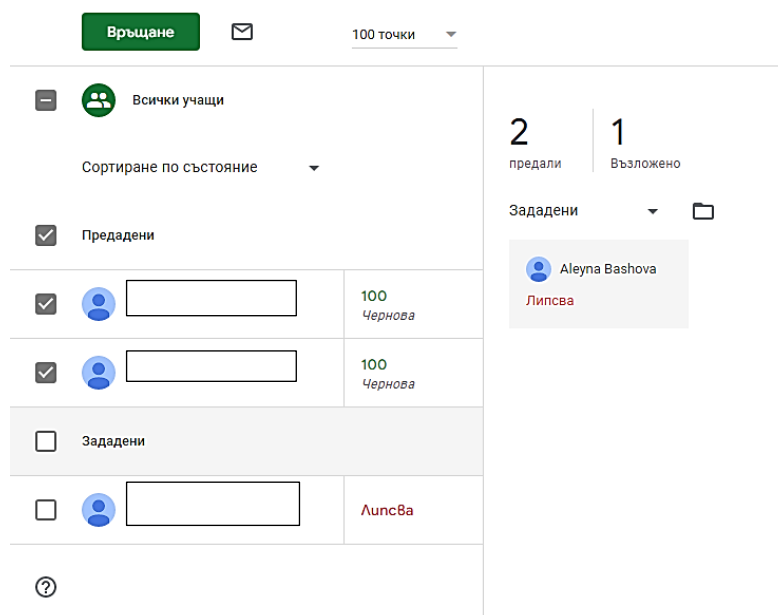 Връщане
100 точки
Всички учащи
Сортиране по състояние
Предадени
100
Чернова
100
Чернова
Зададени
Липсва
2
предали
1
Възложено
Зададени
Aleyna Bashova
Липсва